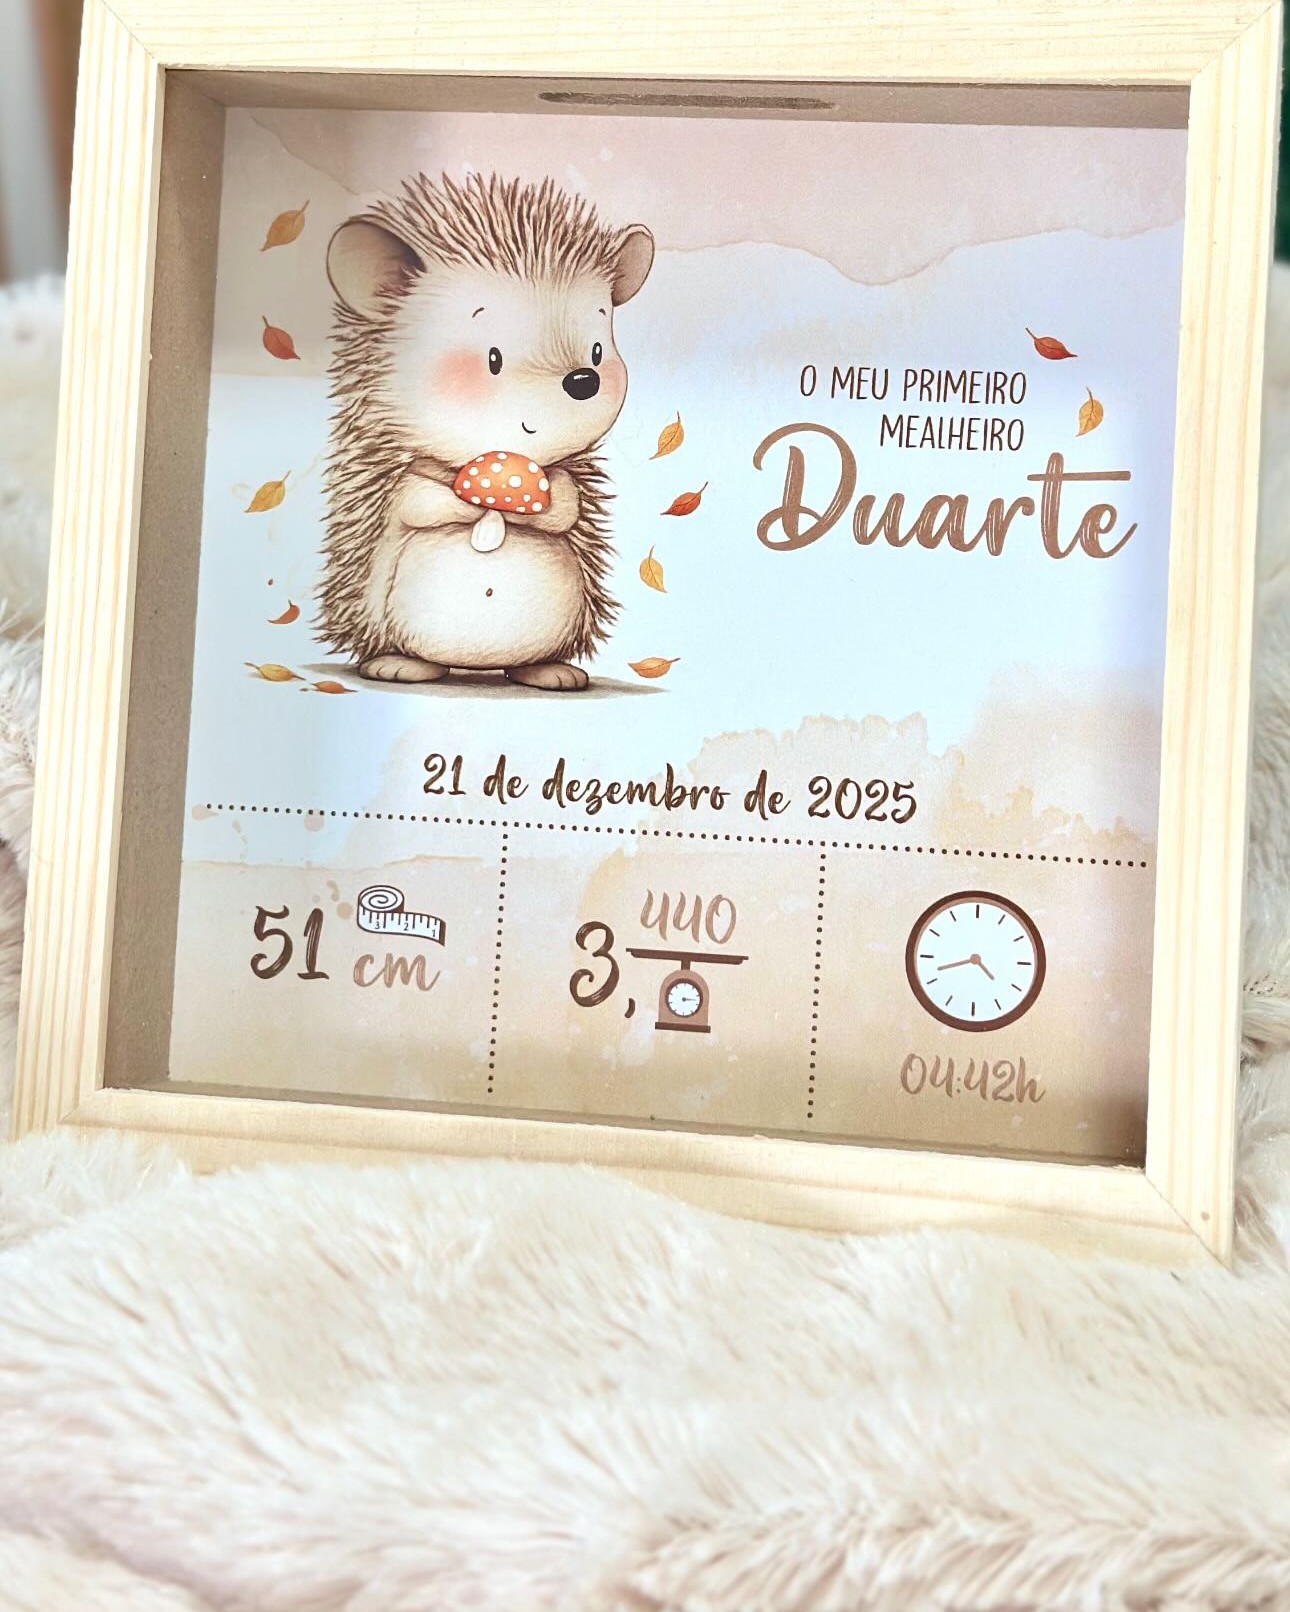 O MEU PRIMEIRO
MEALHEIRO
Duarte
21 de dezembro de 2025
51 cm
3,440
04:42h